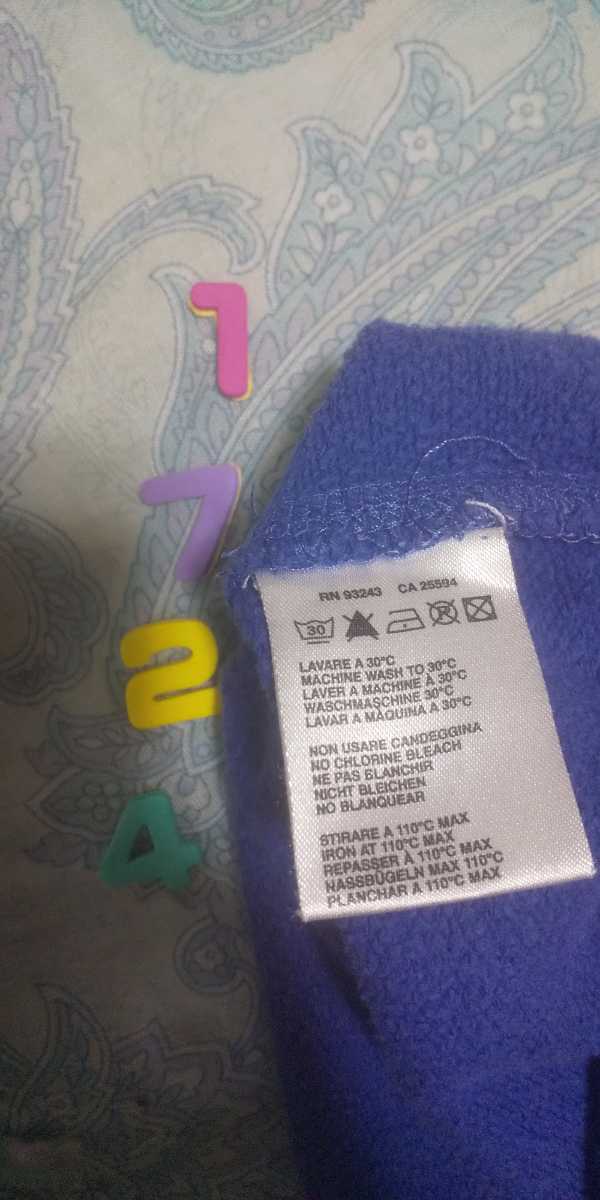 1
7
2
4
RN 93243 CA 25594
30
LAVARE A 30°C
MACHINE WASH TO 30°C
LAVER A MACHINE À 30°C
WASCHMASCHINE 30°C
LAVAR A MÁQUINA A 30°C
NON USARE CANDEGGINA
NO CHLORINE BLEACH
NE PAS BLANCHIR
NICHT BLEICHEN
NO BLANQUEAR
STIRARE A 110°C MAX
IRON AT 110°C MAX
REPASSER À 110°C MAX
HASSBÜGELN MAX 110°C
PLANCHAR A 110°C MAX